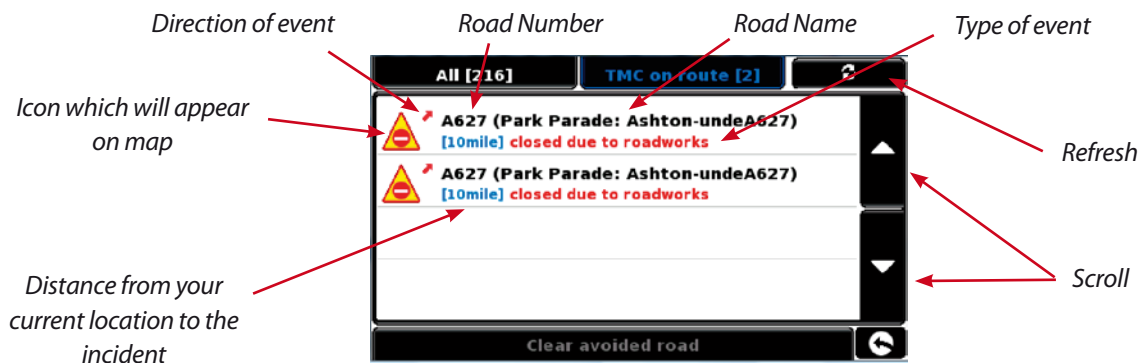 Direction of event
Road Number
Road Name
Type of event
Icon which will appear
on map
All [216]
TMC on route [2]
A627 (Park Parade: Ashton-undeA627)
[10mile] closed due to roadworks
A627 (Park Parade: Ashton-undeA627)
[10mile] closed due to roadworks
Refresh
Scroll
Distance from your
current location to the
incident
Clear avoided road